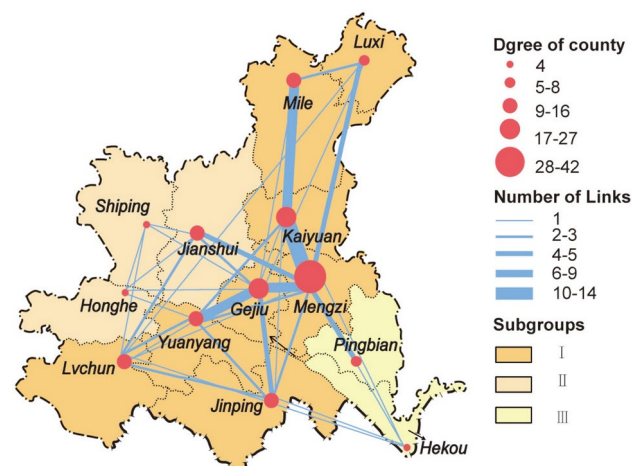 Luxi
Mile
Shiping
Jianshui
Kaiyuan
Honghe
Gejiu
Mengzi
Yuanyang
Pingbian
Lvchun
Jinping
Hekou
Dgree of county
4
5-8
9-16
17-27
28-42
Number of Links
1
2-3
4-5
6-9
10-14
Subgroups
I
II
III